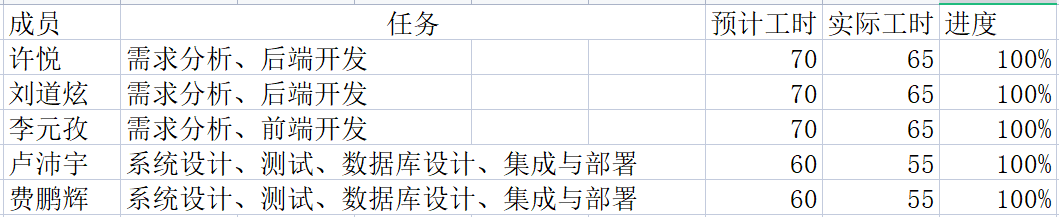 成员 任务 预计工时 实际工时 进度
许悦 需求分析、后端开发 70 65 100%
刘道炫 需求分析、后端开发 70 65 100%
李元孜 需求分析、前端开发 70 65 100%
卢沛宇 系统设计、测试、数据库设计、集成与部署 60 55 100%
费鹏辉 系统设计、测试、数据库设计、集成与部署 60 55 100%